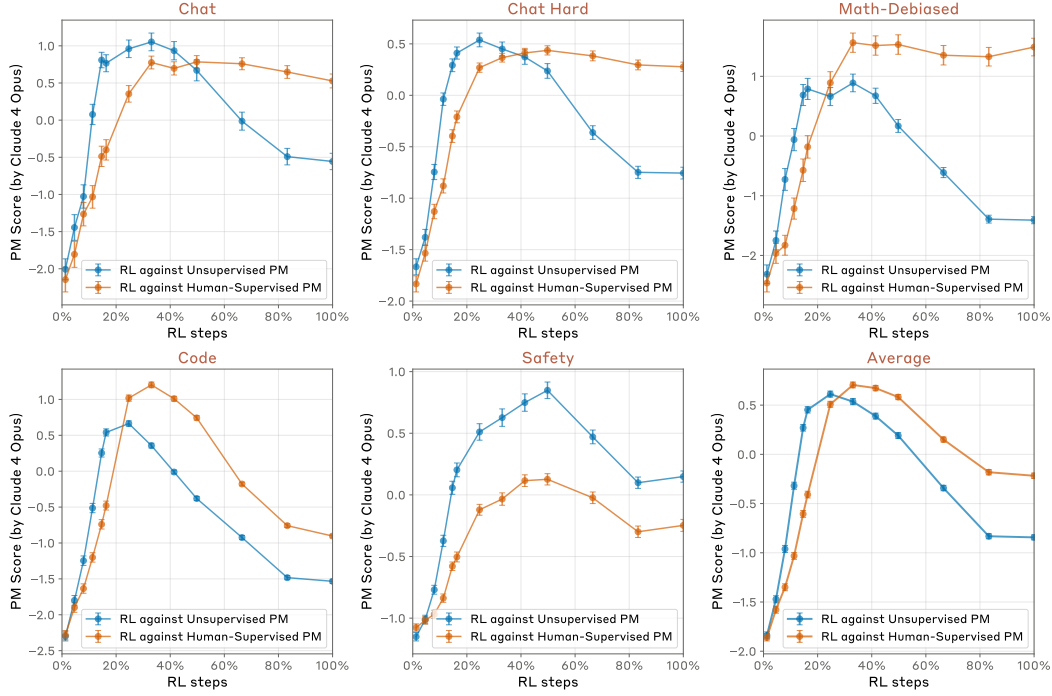 Chat
PM Score (by Claude 4 Opus)
1.0
0.5
0.0
−0.5
−1.0
−1.5
−2.0
RL against Unsupervised PM
RL against Human-Supervised PM
0% 20% 40% 60% 80% 100%
RL steps
Chat Hard
PM Score (by Claude 4 Opus)
0.5
0.0
−0.5
−1.0
−1.5
−2.0
RL against Unsupervised PM
RL against Human-Supervised PM
0% 20% 40% 60% 80% 100%
RL steps
Math-Debiased
PM Score (by Claude 4 Opus)
1
0
−1
−2
RL against Unsupervised PM
RL against Human-Supervised PM
0% 20% 40% 60% 80% 100%
RL steps
Code
PM Score (by Claude 4 Opus)
1.0
0.5
0.0
−0.5
−1.0
−1.5
−2.0
−2.5
RL against Unsupervised PM
RL against Human-Supervised PM
0% 20% 40% 60% 80% 100%
RL steps
Safety
PM Score (by Claude 4 Opus)
1.0
0.5
0.0
−0.5
−1.0
RL against Unsupervised PM
RL against Human-Supervised PM
0% 20% 40% 60% 80% 100%
RL steps
Average
PM Score (by Claude 4 Opus)
0.5
0.0
−0.5
−1.0
−1.5
−2.0
RL against Unsupervised PM
RL against Human-Supervised PM
0% 20% 40% 60% 80% 100%
RL steps